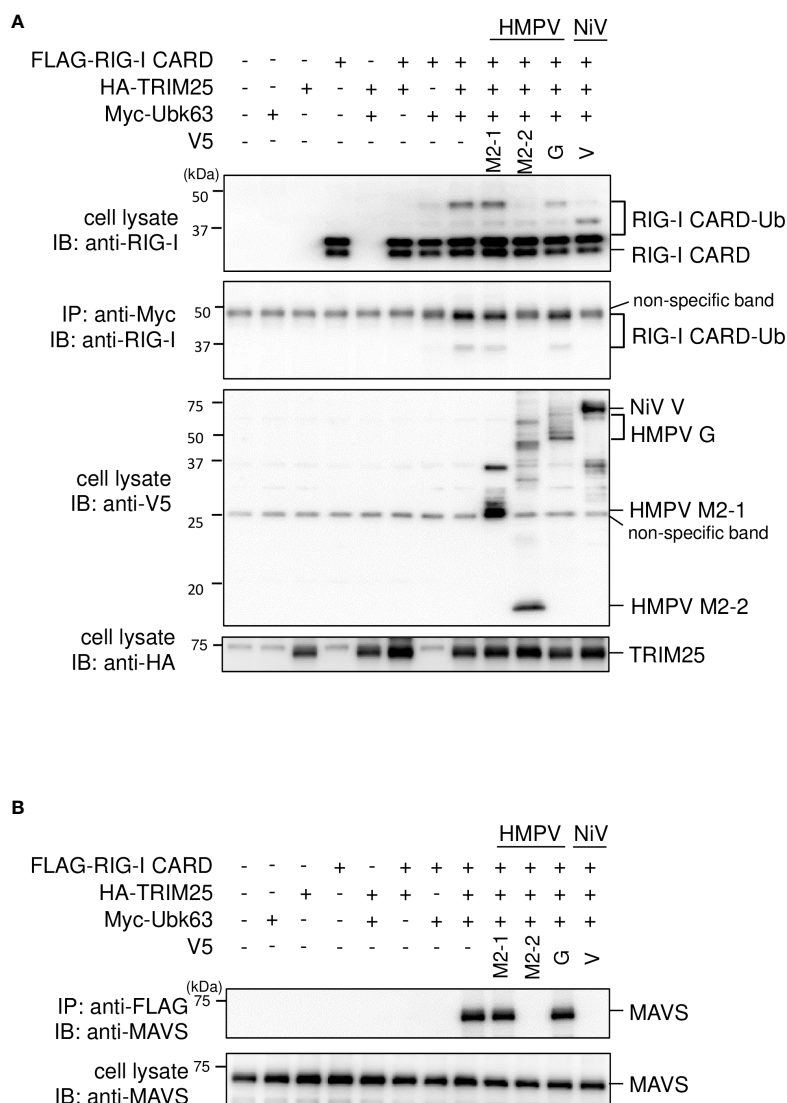 A
HMPV NiV
FLAG-RIG-I CARD - - - + - + + + + + + +
HA-TRIM25 - - + - + + - + + + + +
Myc-Ubk63 - + - - + - + + + + + +
V5 - - - - - - - - M2-1 M2-2 G V
(kDa)
50
37
cell lysate
IB: anti-RIG-I
RIG-I CARD-Ub
RIG-I CARD
IP: anti-Myc
IB: anti-RIG-I
50
37
non-specific band
RIG-I CARD-Ub
75
50
37
25
20
cell lysate
IB: anti-V5
NiV V
HMPV G
HMPV M2-1
non-specific band
HMPV M2-2
cell lysate
IB: anti-HA
75
TRIM25
B
HMPV NiV
FLAG-RIG-I CARD - - - + - + + + + + + +
HA-TRIM25 - - + - + + - + + + + +
Myc-Ubk63 - + - - + - + + + + + +
V5 - - - - - - - - M2-1 M2-2 G V
(kDa)
IP: anti-FLAG
IB: anti-MAVS
75
MAVS
cell lysate
IB: anti-MAVS
75
MAVS